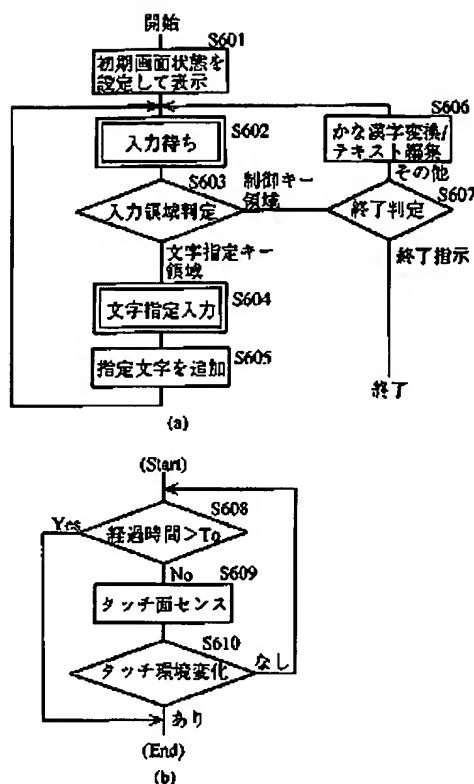 開始
S601
初期画面状態を
設定して表示
S602
入力待ち
S603
入力領域判定
制御キー
領域
S606
かな漢字変換/
テキスト編集
その他
S607
終了判定
終了指示
終了
文字指定キー
領域
S604
文字指定入力
S605
指定文字を追加
(a)
(Start)
S608
Yes
経過時間>To
No
S609
タッチ面センス
S610
タッチ環境変化
なし
あり
(End)
(b)